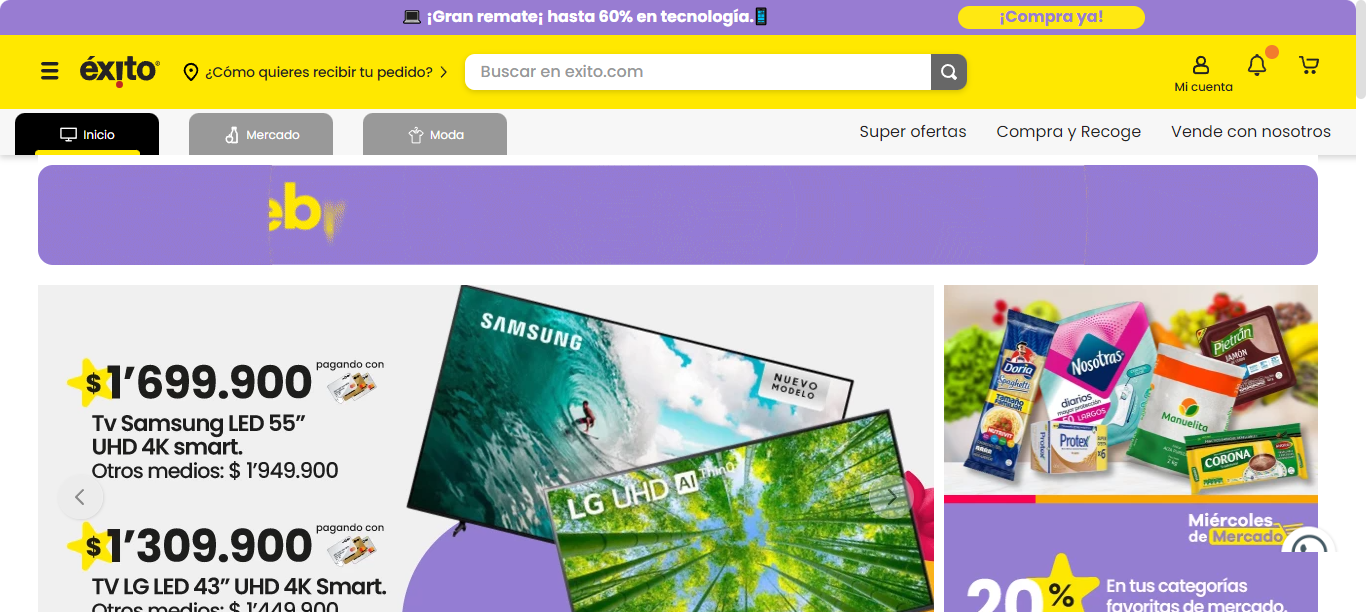 ¡Gran remate¡ hasta 60% en tecnología.
¡Compra ya!
éxito
¿Cómo quieres recibir tu pedido?
Buscar en exito.com
Mi cuenta
Inicio
Mercado
Moda
Super ofertas
Compra y Recoge
Vende con nosotros
eby
SAMSUNG
NUEVO
MODELO
$1’699.900
pagando con
Tv Samsung LED 55”
UHD 4K smart.
Otros medios: $ 1’949.900
LG UHD AI ThinQ
$1’309.900
pagando con
TV LG LED 43” UHD 4K Smart.
Otros medios: $ 1’449.900
Doria
Spaghetti
Nosotras
diarios
50 LARGOS
Protex
x6
Manuelita
Pietrán
JAMÓN
CORONA
Miércoles
de Mercado
20%
En tus categorías
favoritas de mercado.